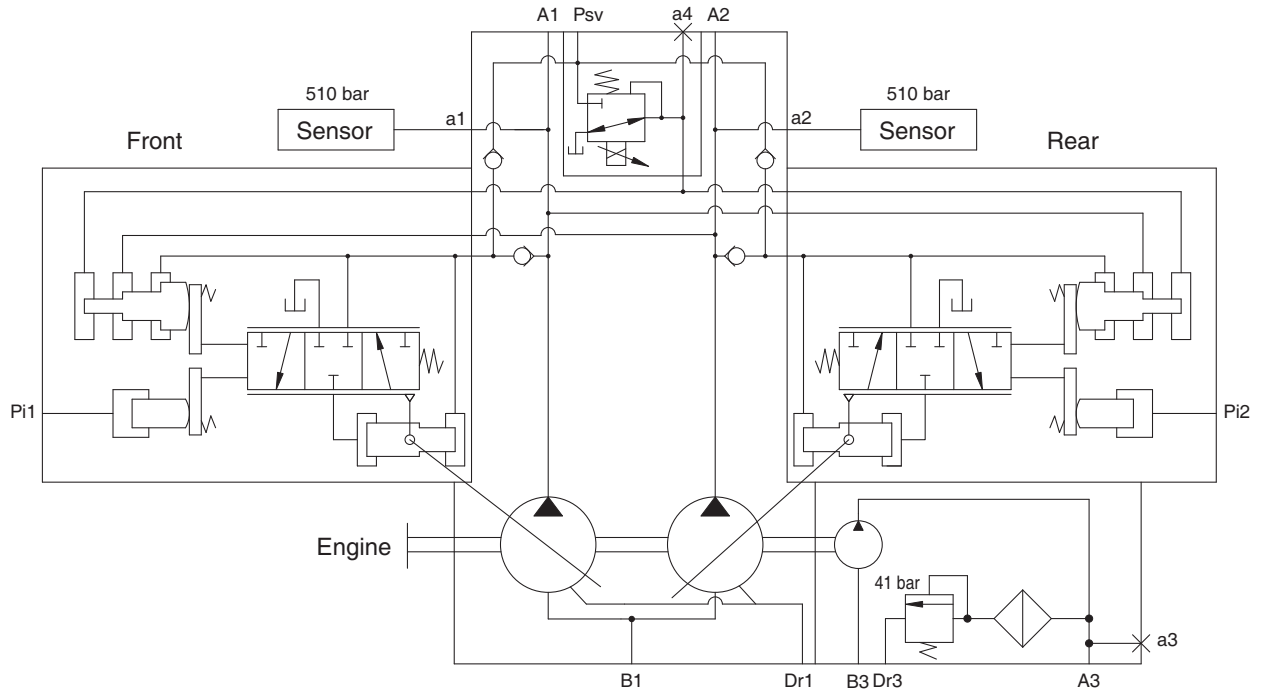 A1 Psv a4 A2
510 bar 510 bar
Sensor a1 a2 Sensor
Front Rear
Pi1 Pi2
Engine
41 bar
a3
B1 Dr1 B3 Dr3 A3